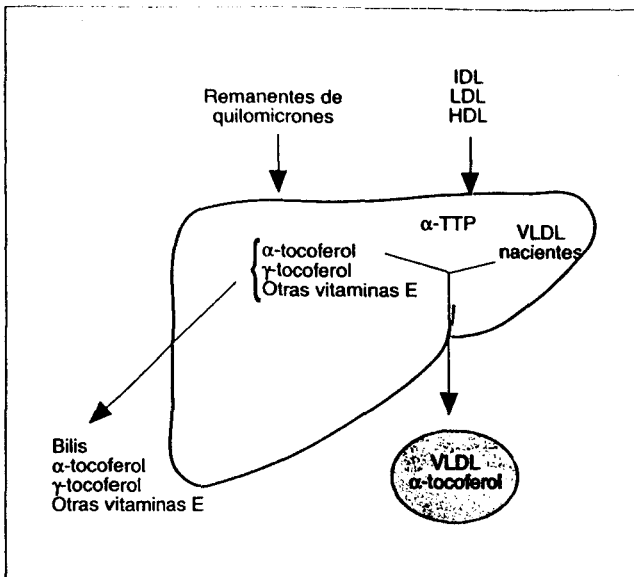 Remanentes de
quilomicrones
IDL
LDL
HDL
α-TTP
VLDL
nacientes
α-tocoferol
γ-tocoferol
Otras vitaminas E
Bilis
α-tocoferol
γ-tocoferol
Otras vitaminas E
VLDL
α-tocoferol